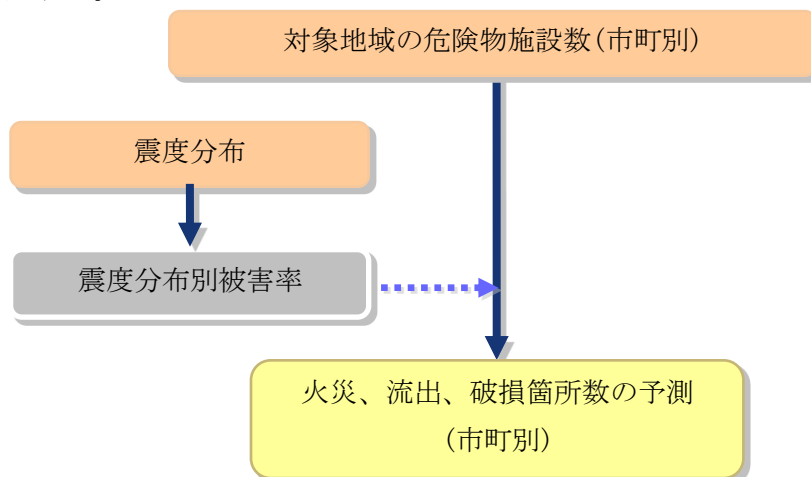 対象地域の危険物施設数(市町別)
震度分布
震度分布別被害率
火災、流出、破損箇所数の予測
(市町別)